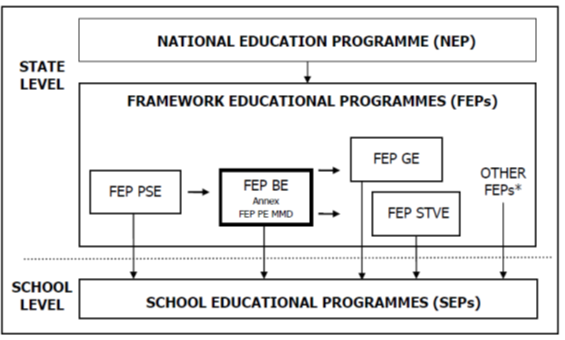 NATIONAL EDUCATION PROGRAMME (NEP)
STATE
LEVEL
FRAMEWORK EDUCATIONAL PROGRAMMES (FEPs)
FEP GE
FEP PSE
FEP BE
Annex
FEP PE MMD
OTHER
FEPs*
FEP STVE
SCHOOL
LEVEL
SCHOOL EDUCATIONAL PROGRAMMES (SEPs)